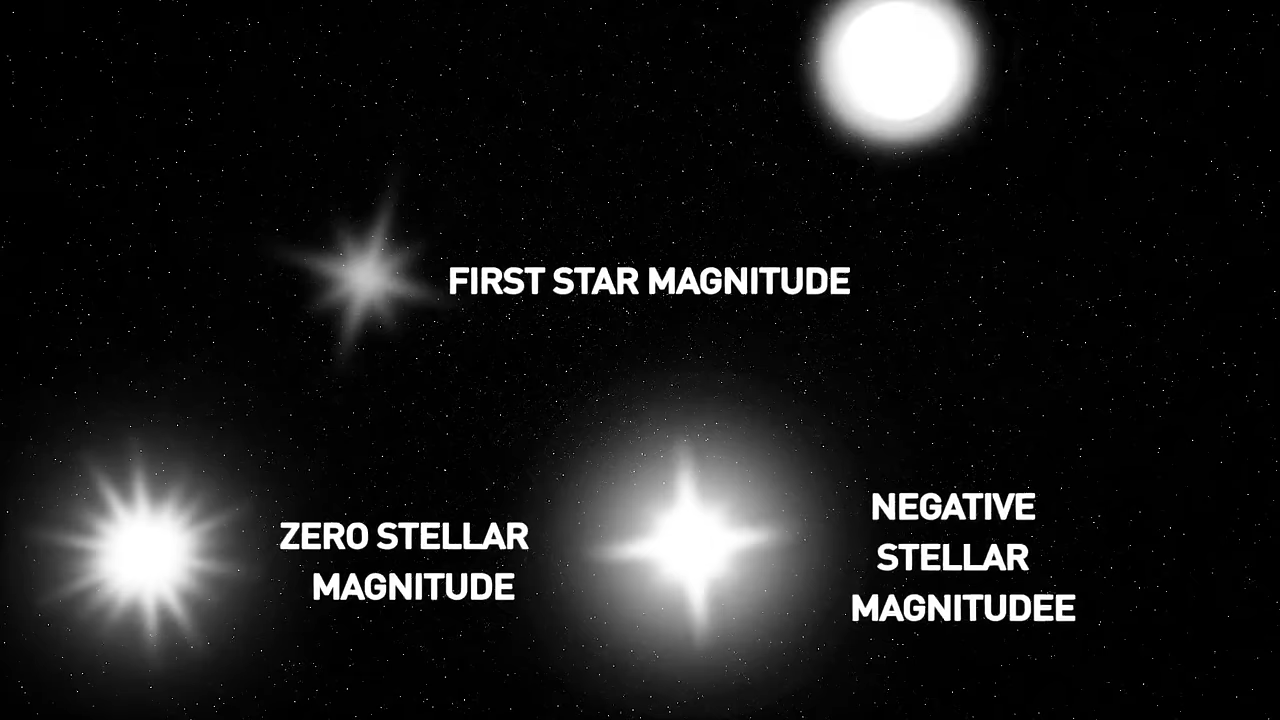 FIRST STAR MAGNITUDE
ZERO STELLAR
MAGNITUDE
NEGATIVE
STELLAR
MAGNITUDEE